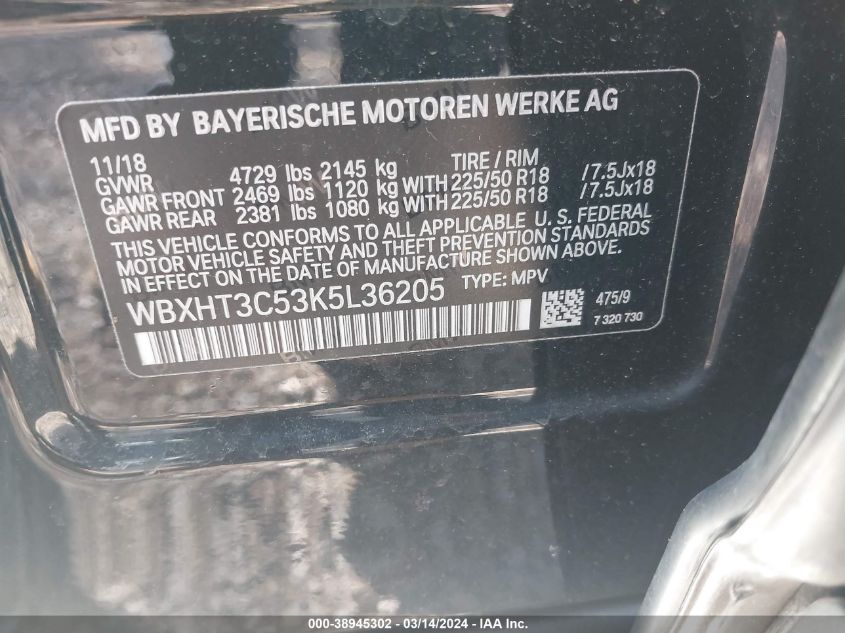 MFD BY BAYERISCHE MOTOREN WERKE AG
11/18 TIRE / RIM
GVWR 4729 lbs 2145 kg
GAWR FRONT 2469 lbs 1120 kg WITH 225/50 R18 /7.5Jx18
GAWR REAR 2381 lbs 1080 kg WITH 225/50 R18 /7.5Jx18
THIS VEHICLE CONFORMS TO ALL APPLICABLE U. S. FEDERAL
MOTOR VEHICLE SAFETY AND THEFT PREVENTION STANDARDS
IN EFFECT ON THE DATE OF MANUFACTURE SHOWN ABOVE.
WBXHT3C53K5L36205 TYPE: MPV
475/9
7 320 730
000-38945302 - 03/14/2024 - IAA Inc.